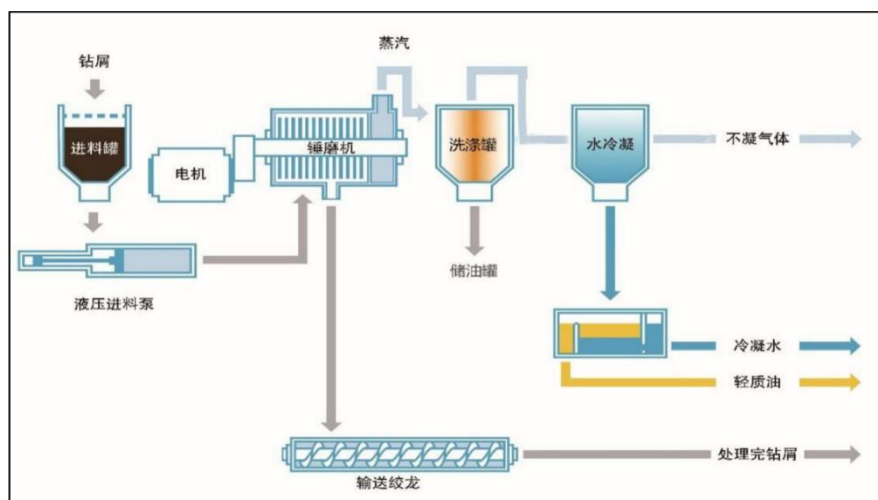 钻屑
进料罐
液压进料泵
电机
锤磨机
蒸汽
洗涤罐
储油罐
水冷凝
不凝气体
冷凝水
轻质油
输送绞龙
处理完钻屑